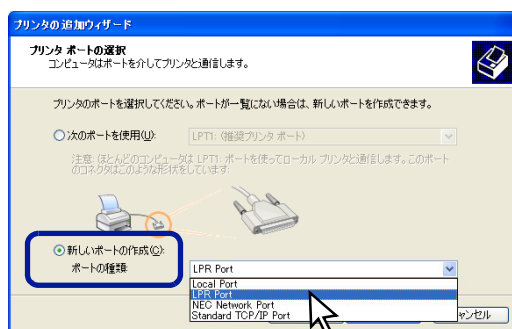 プリンタの追加ウィザード
プリンタ ポートの選択
コンピュータはポートを介してプリンタと通信します。
プリンタのポートを選択してください。ポートが一覧にない場合は、新しいポートを作成できます。
次のポートを使用(U):
LPT1: (推奨プリンタ ポート)
注意: ほとんどのコンピュータは LPT1: ポートを使ってローカル プリンタと通信します。このポート
のコネクタはこのような形状をしています:
新しいポートの作成(C):
ポートの種類:
LPR Port
Local Port
LPR Port
NEC Network Port
Standard TCP/IP Port
ャンセル